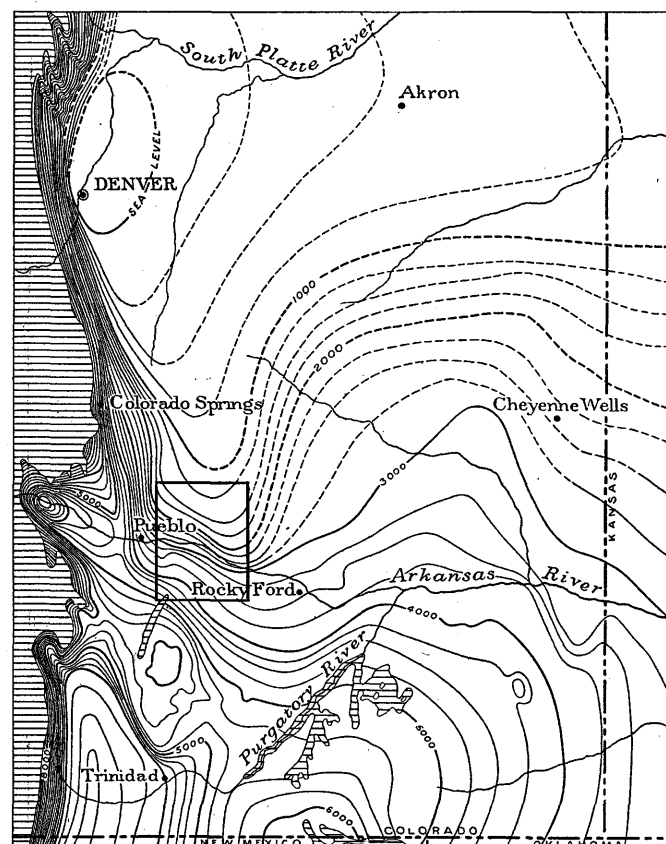 South Platte River
Akron
DENVER
SEA LEVEL
1000
2000
Colorado Springs
Cheyenne Wells
3000
KANSAS
Pueblo
Rocky Ford
Arkansas River
4000
Purgatory River
5000
5000
Trinidad
6000
COLORADO
NEW MEXICO
OKLAHOMA